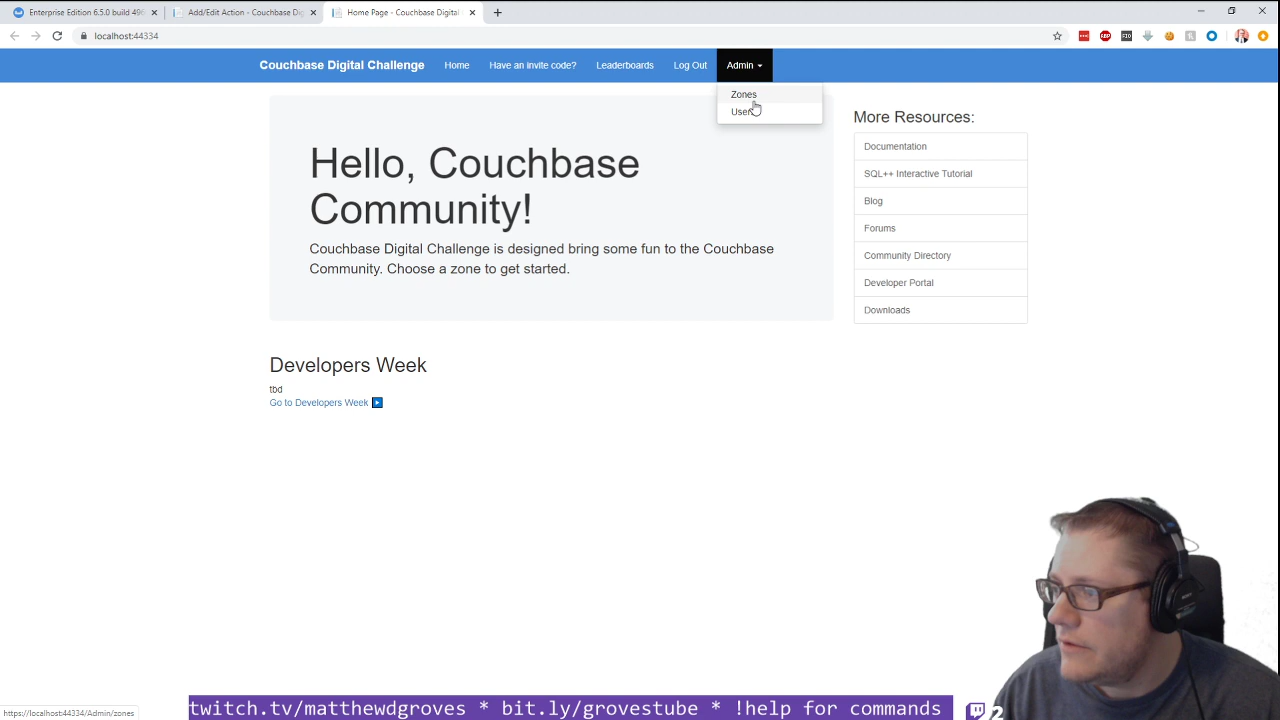 Enterprise Edition 6.5.0 build 496
Add/Edit Action - Couchbase Dig
Home Page - Couchbase Digital
localhost:44334
Couchbase Digital Challenge
Home
Have an invite code?
Leaderboards
Log Out
Admin
Zones
Users
Hello, Couchbase
Community!
Couchbase Digital Challenge is designed bring some fun to the Couchbase
Community. Choose a zone to get started.
More Resources:
Documentation
SQL++ Interactive Tutorial
Blog
Forums
Community Directory
Developer Portal
Downloads
Developers Week
tbd
Go to Developers Week
https://localhost:44334/Admin/zones
twitch.tv/matthewdgroves * bit.ly/grovestube * !help for commands
2